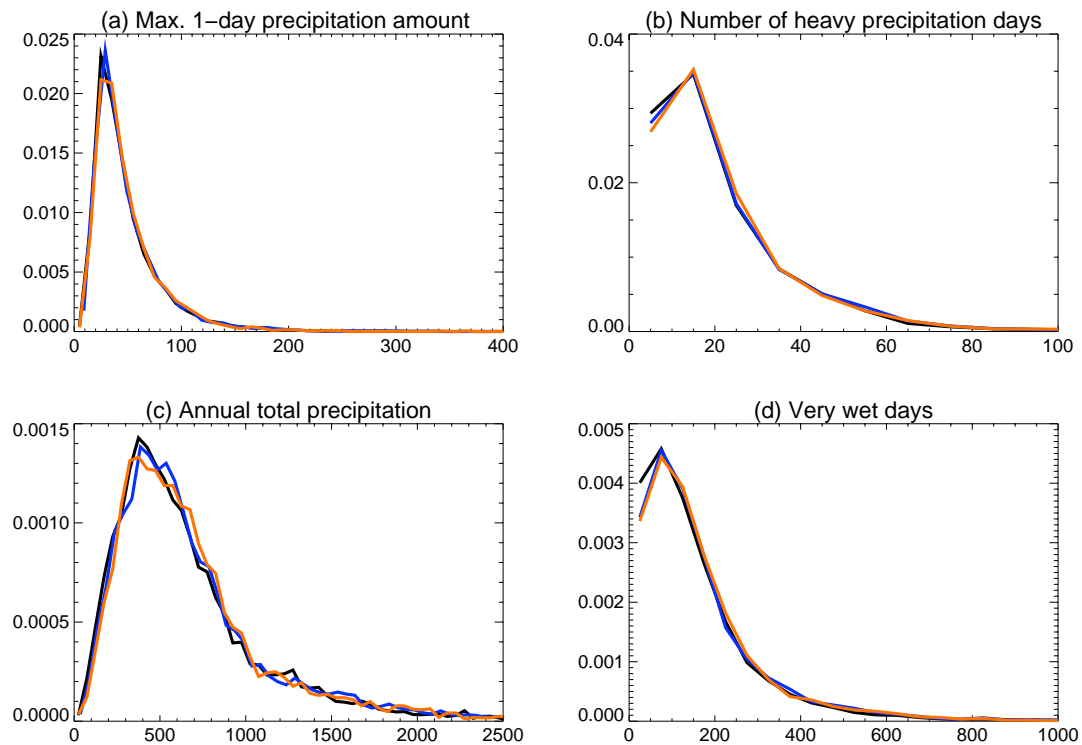 (a) Max. 1−day precipitation amount
0.025
0.020
0.015
0.010
0.005
0.000
0 100 200 300 400
(b) Number of heavy precipitation days
0.04
0.02
0.00
0 20 40 60 80 100
(c) Annual total precipitation
0.0015
0.0010
0.0005
0.0000
0 500 1000 1500 2000 2500
(d) Very wet days
0.005
0.004
0.003
0.002
0.001
0.000
0 200 400 600 800 1000